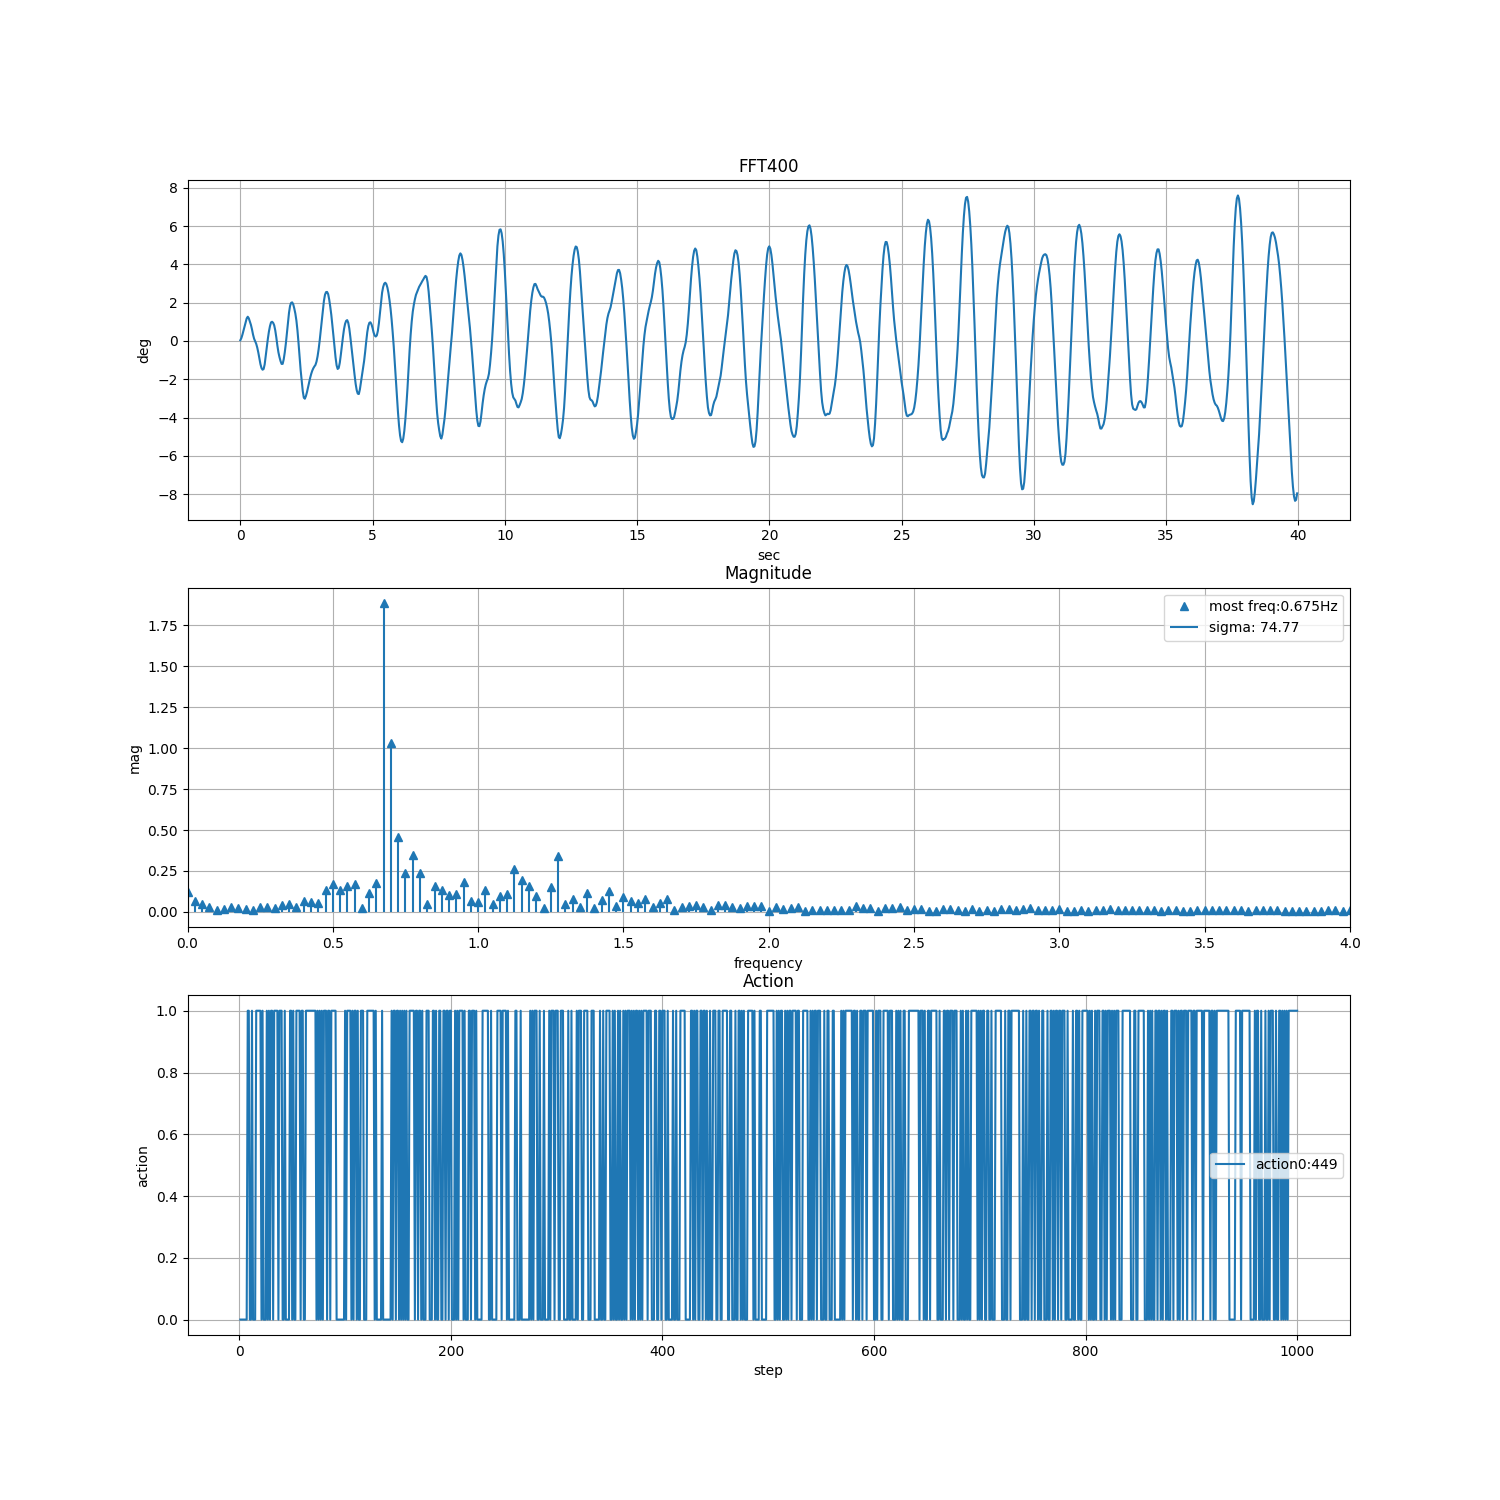 FFT400
8
6
4
2
0
−2
−4
−6
−8
deg
0 5 10 15 20 25 30 35 40
sec
Magnitude
most freq:0.675Hz
sigma: 74.77
1.75
1.50
1.25
1.00
0.75
0.50
0.25
0.00
mag
0.0 0.5 1.0 1.5 2.0 2.5 3.0 3.5 4.0
frequency
Action
1.0
0.8
0.6
0.4
0.2
0.0
action
action0:449
0 200 400 600 800 1000
step